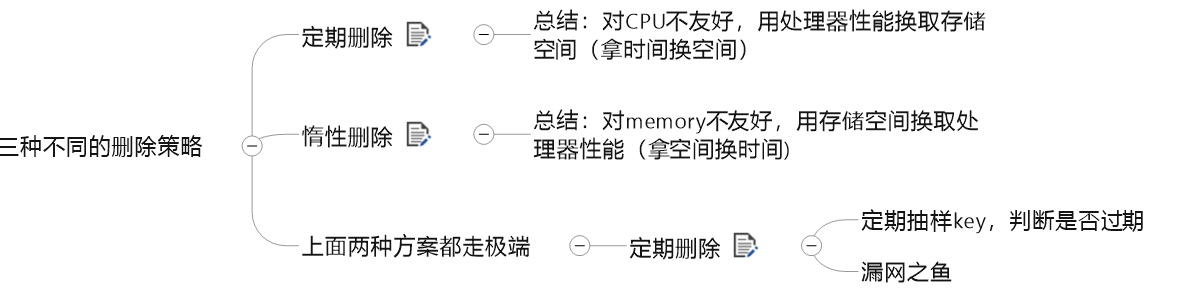 三种不同的删除策略
定期删除
总结：对CPU不友好，用处理器性能换取存储
空间（拿时间换空间）
惰性删除
总结：对memory不友好，用存储空间换取处
理器性能（拿空间换时间)
上面两种方案都走极端
定期删除
定期抽样key，判断是否过期
漏网之鱼